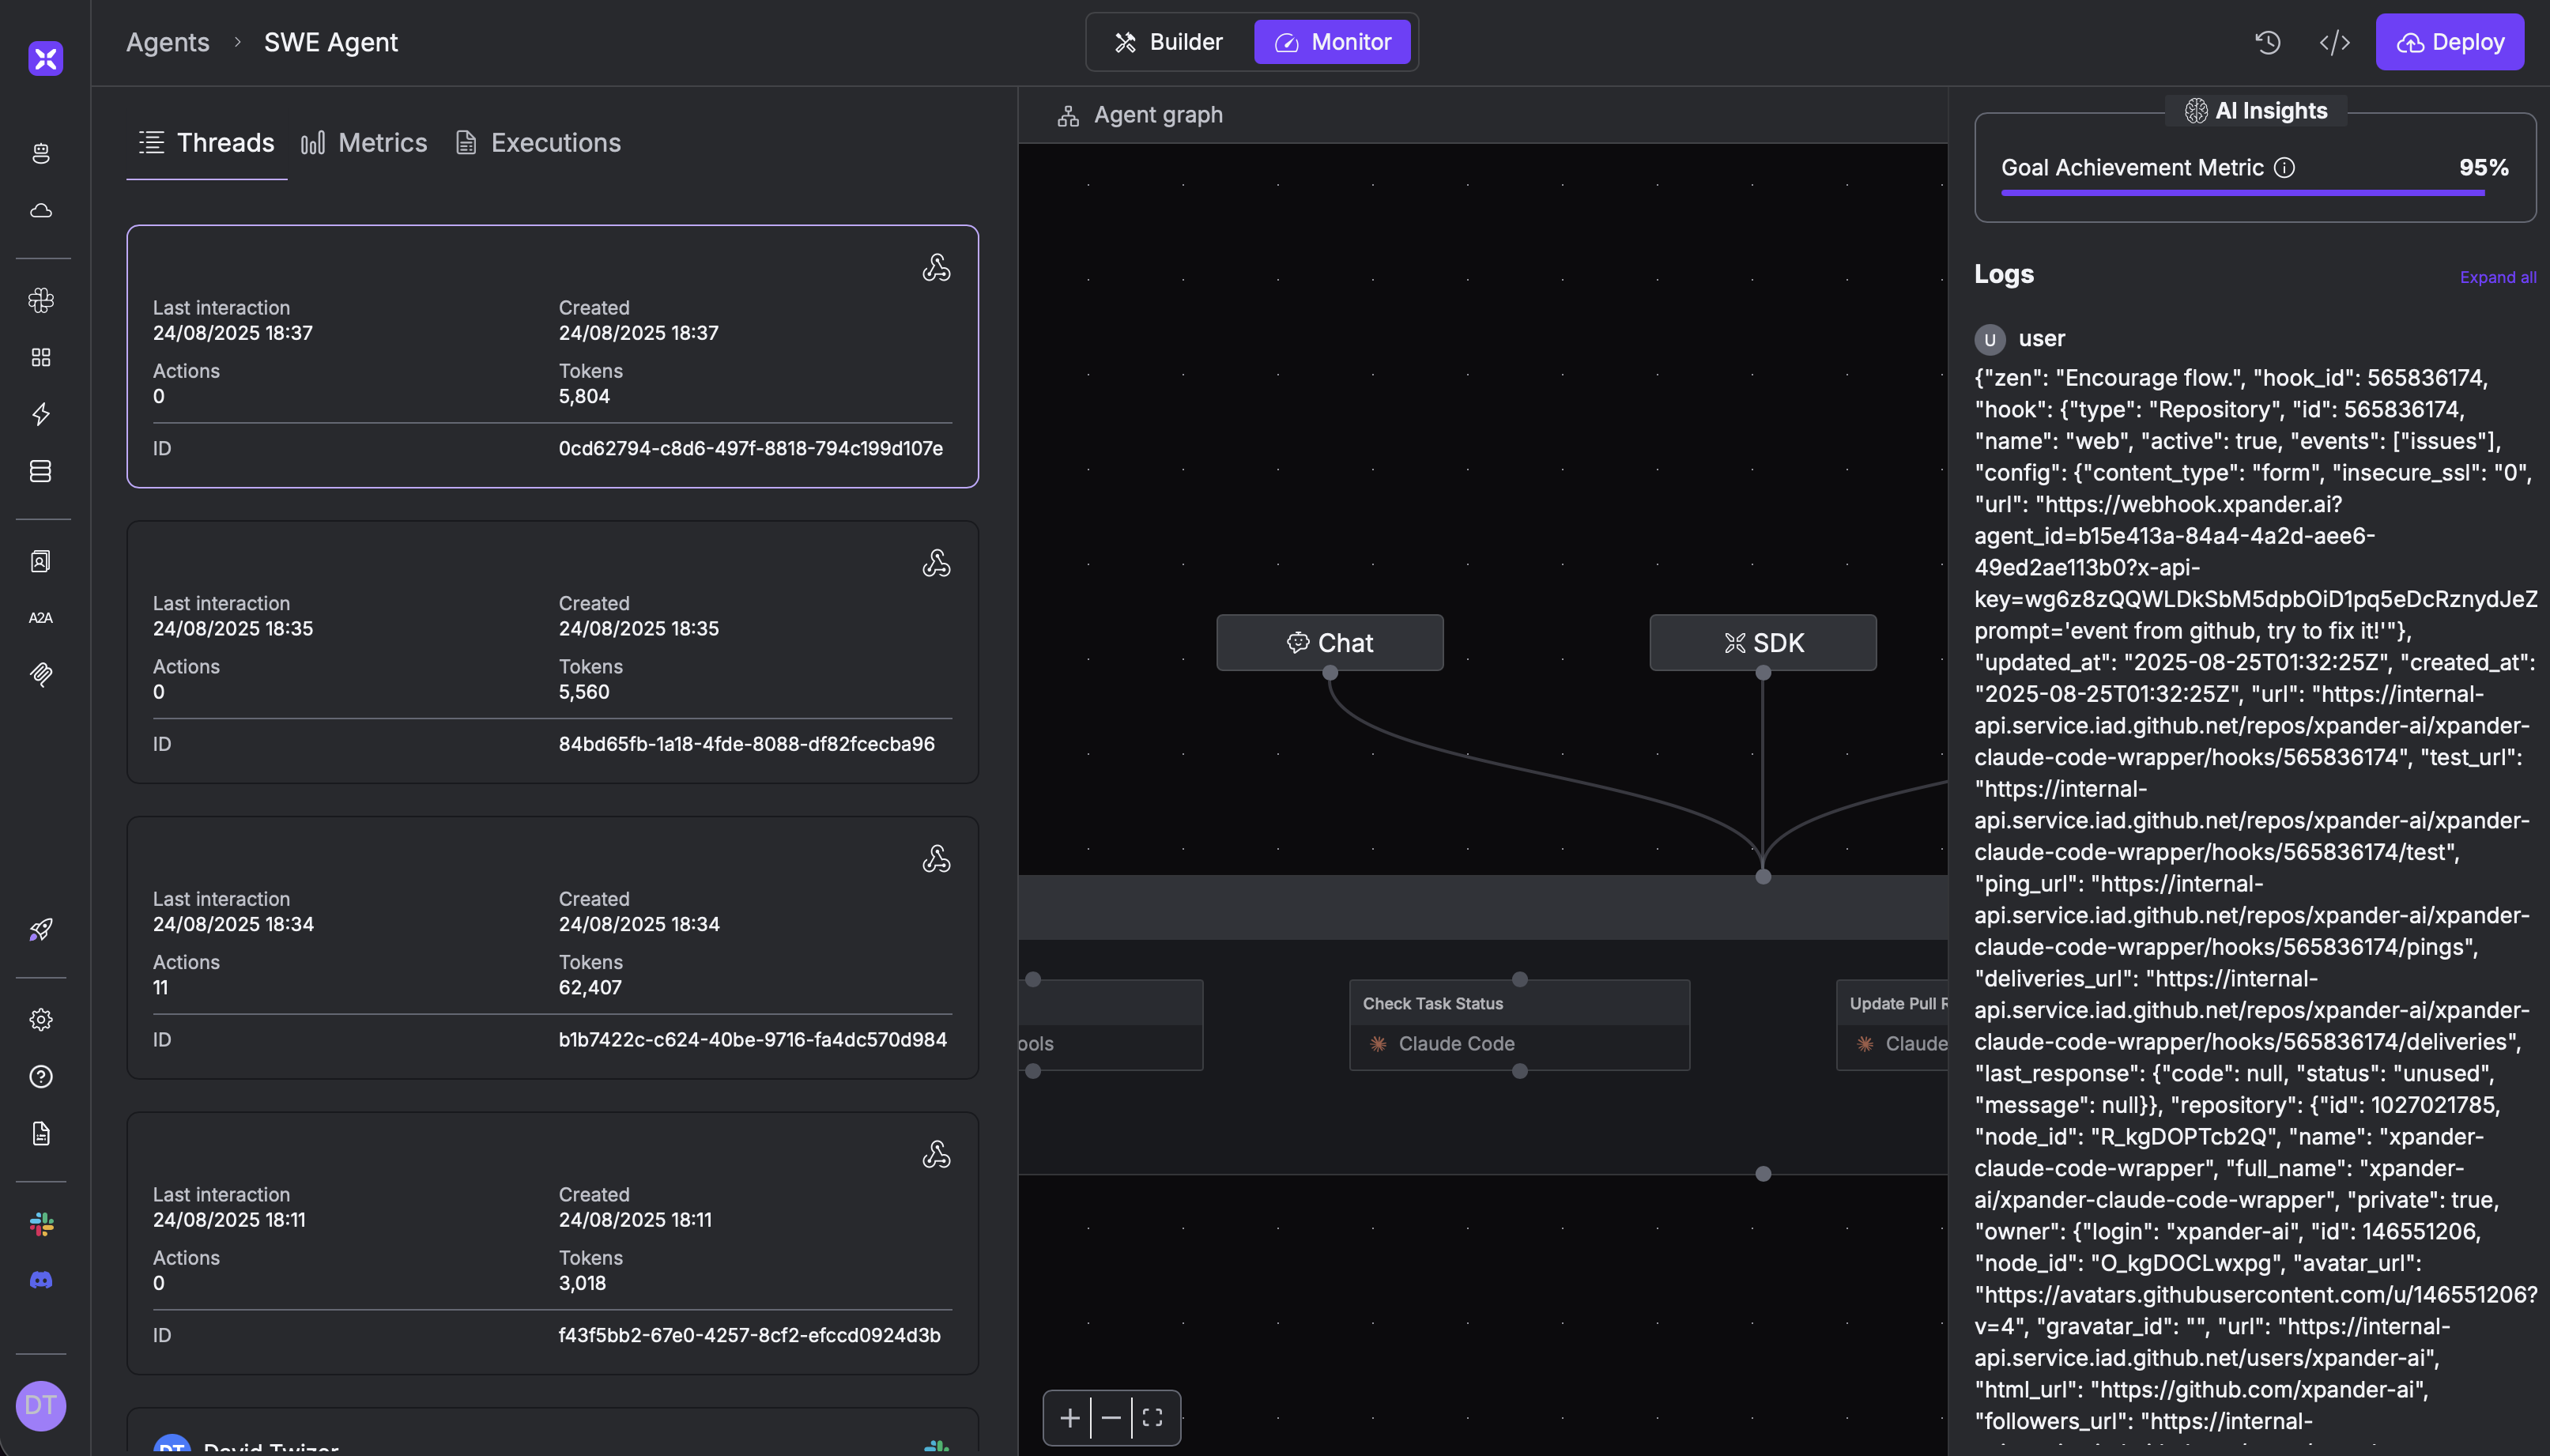 Agents > SWE Agent
Builder
Monitor
Deploy
A2A
DT
Threads
Metrics
Executions
Last interaction
24/08/2025 18:37
Created
24/08/2025 18:37
Actions
0
Tokens
5,804
ID
0cd62794-c8d6-497f-8818-794c199d107e
Last interaction
24/08/2025 18:35
Created
24/08/2025 18:35
Actions
0
Tokens
5,560
ID
84bd65fb-1a18-4fde-8088-df82fcecba96
Last interaction
24/08/2025 18:34
Created
24/08/2025 18:34
Actions
11
Tokens
62,407
ID
b1b7422c-c624-40be-9716-fa4dc570d984
Last interaction
24/08/2025 18:11
Created
24/08/2025 18:11
Actions
0
Tokens
3,018
ID
f43f5bb2-67e0-4257-8cf2-efccd0924d3b
DT
David Twizer
Agent graph
Chat
SDK
ools
Check Task Status
Claude Code
Update Pull R
Claude
AI Insights
Goal Achievement Metric
95%
Logs
Expand all
U
user
{"zen": "Encourage flow.", "hook_id": 565836174,
"hook": {"type": "Repository", "id": 565836174,
"name": "web", "active": true, "events": ["issues"],
"config": {"content_type": "form", "insecure_ssl": "0",
"url": "https://webhook.xpander.ai?
agent_id=b15e413a-84a4-4a2d-aee6-
49ed2ae113b0?x-api-
key=wg6z8zQQWLDkSbM5dpbOiD1pq5eDcRznydJeZ
prompt='event from github, try to fix it!'"},
"updated_at": "2025-08-25T01:32:25Z", "created_at":
"2025-08-25T01:32:25Z", "url": "https://internal-
api.service.iad.github.net/repos/xpander-ai/xpander-
claude-code-wrapper/hooks/565836174", "test_url":
"https://internal-
api.service.iad.github.net/repos/xpander-ai/xpander-
claude-code-wrapper/hooks/565836174/test",
"ping_url": "https://internal-
api.service.iad.github.net/repos/xpander-ai/xpander-
claude-code-wrapper/hooks/565836174/pings",
"deliveries_url": "https://internal-
api.service.iad.github.net/repos/xpander-ai/xpander-
claude-code-wrapper/hooks/565836174/deliveries",
"last_response": {"code": null, "status": "unused",
"message": null}}, "repository": {"id": 1027021785,
"node_id": "R_kgDOPTcb2Q", "name": "xpander-
claude-code-wrapper", "full_name": "xpander-
ai/xpander-claude-code-wrapper", "private": true,
"owner": {"login": "xpander-ai", "id": 146551206,
"node_id": "O_kgDOCLwxpg", "avatar_url":
"https://avatars.githubusercontent.com/u/146551206?
v=4", "gravatar_id": "", "url": "https://internal-
api.service.iad.github.net/users/xpander-ai",
"html_url": "https://github.com/xpander-ai",
"followers_url": "https://internal-